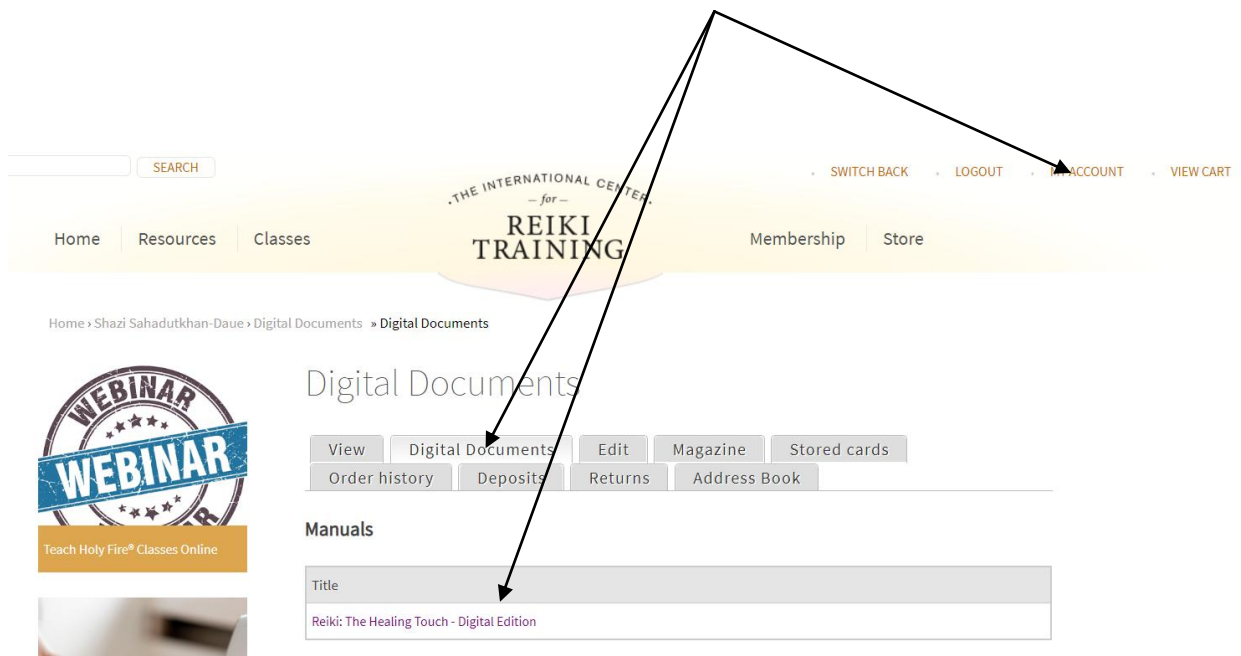 SEARCH
SWITCH BACK LOGOUT MY ACCOUNT VIEW CART
THE INTERNATIONAL CENTER
– for –
REIKI
TRAINING
Home Resources Classes
Membership Store
Home › Shazi Sahadutkhan-Daue › Digital Documents » Digital Documents
WEBINAR
WEBINAR
Teach Holy Fire® Classes Online
Digital Documents
View Digital Documents Edit Magazine Stored cards
Order history Deposits Returns Address Book
Manuals
Title
Reiki: The Healing Touch - Digital Edition